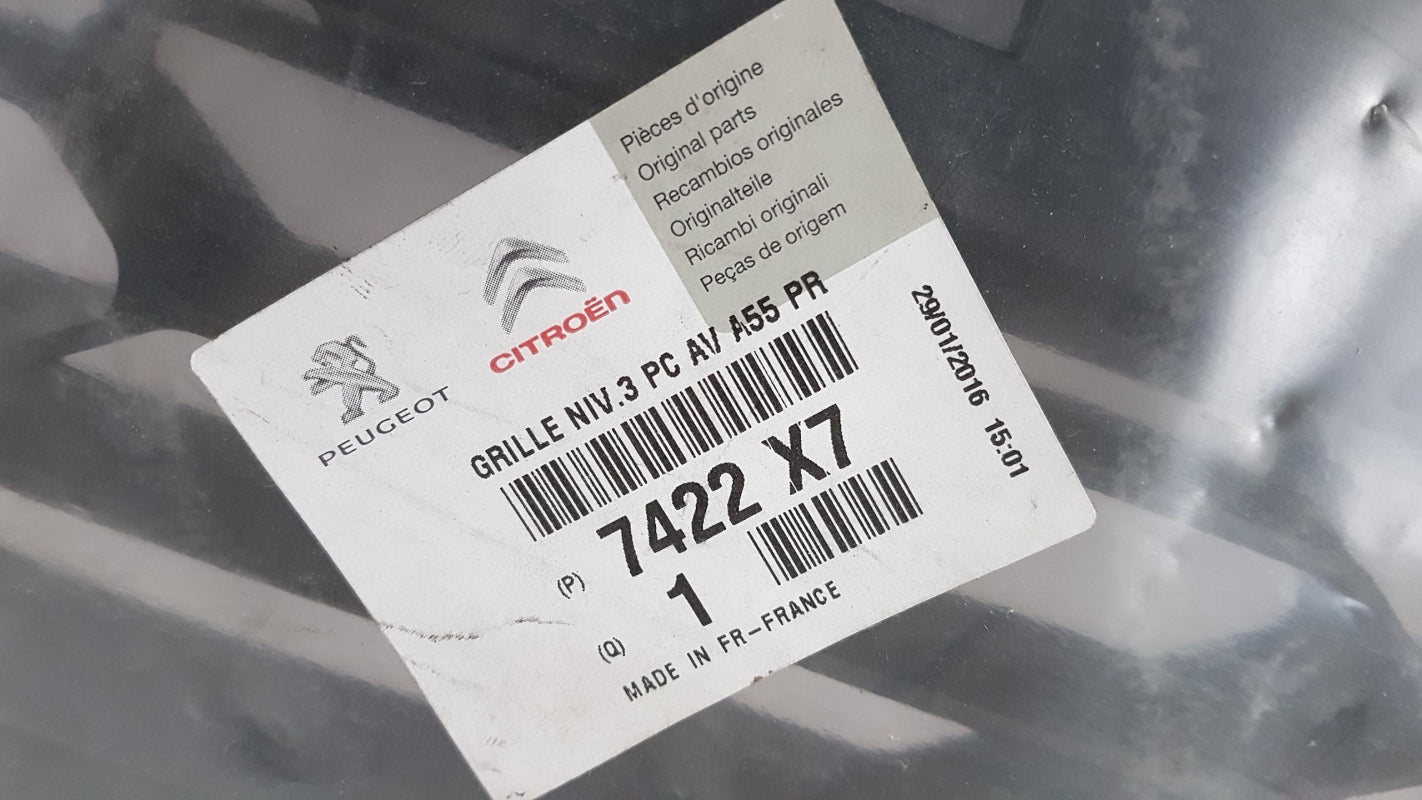 Pièces d'origine
Original parts
Recambios originales
Originalteile
Ricambi originali
Peças de origem
PEUGEOT
CITROËN
GRILLE NIV.3 PC AV A55 PR
(P) 7422 X7
(Q) 1
MADE IN FR-FRANCE
29/01/2016 15:01